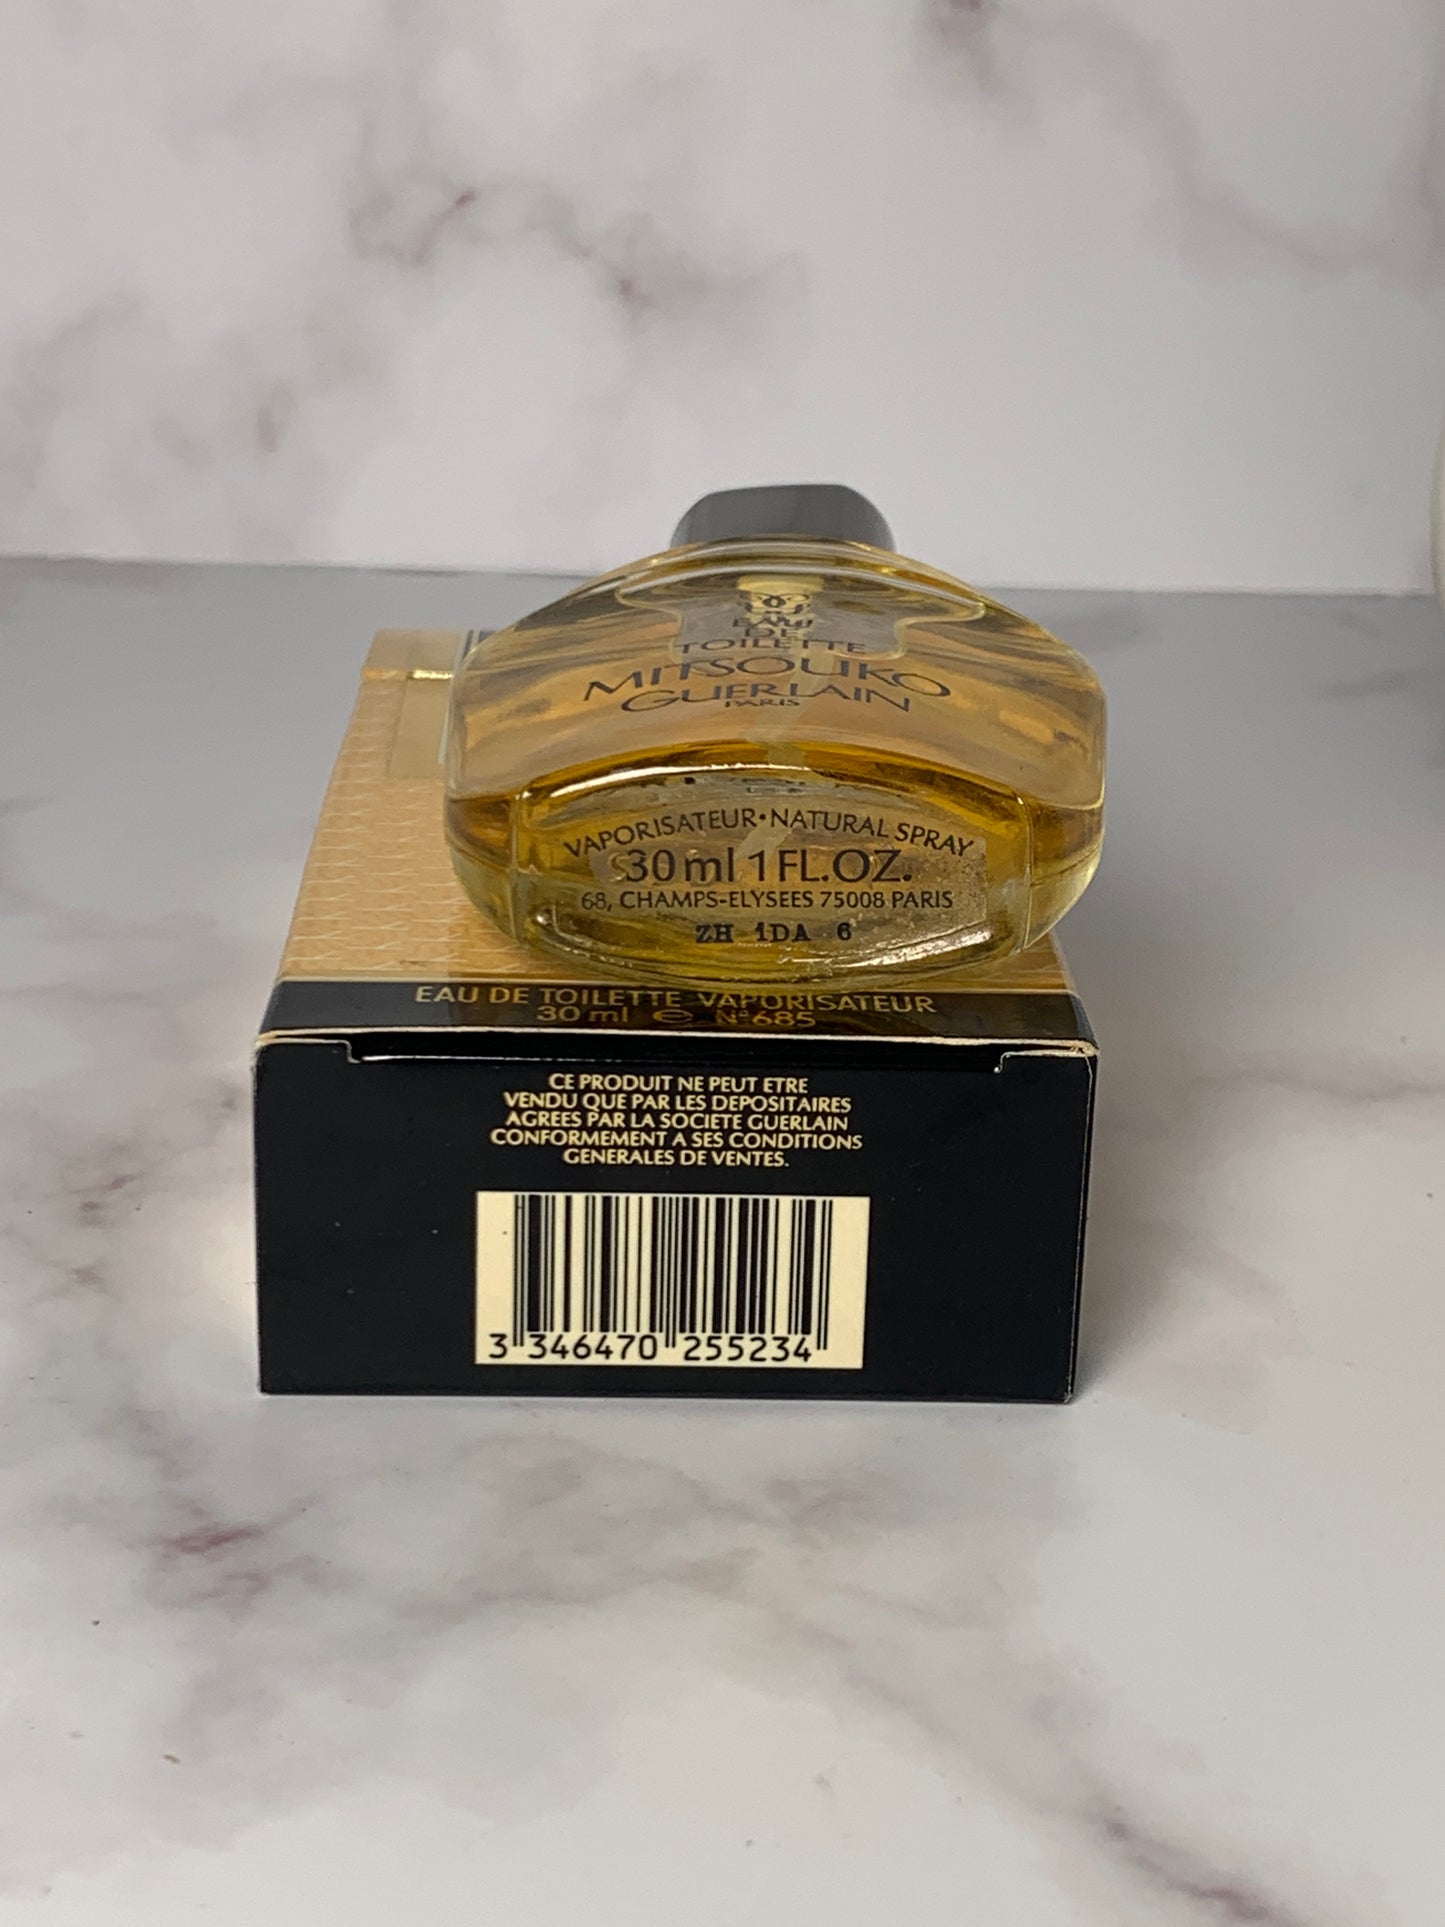 EAU
DE
TOILETTE
MITSOUKO
GUERLAIN
PARIS
VAPORISATEUR•NATURAL SPRAY
30ml 1FL.OZ.
68, CHAMPS-ELYSEES 75008 PARIS
ZH 1DA 6
EAU DE TOILETTE VAPORISATEUR
30 ml e N°685
CE PRODUIT NE PEUT ETRE
VENDU QUE PAR LES DEPOSITAIRES
AGREES PAR LA SOCIETE GUERLAIN
CONFORMEMENT A SES CONDITIONS
GENERALES DE VENTES.
3 346470 255234